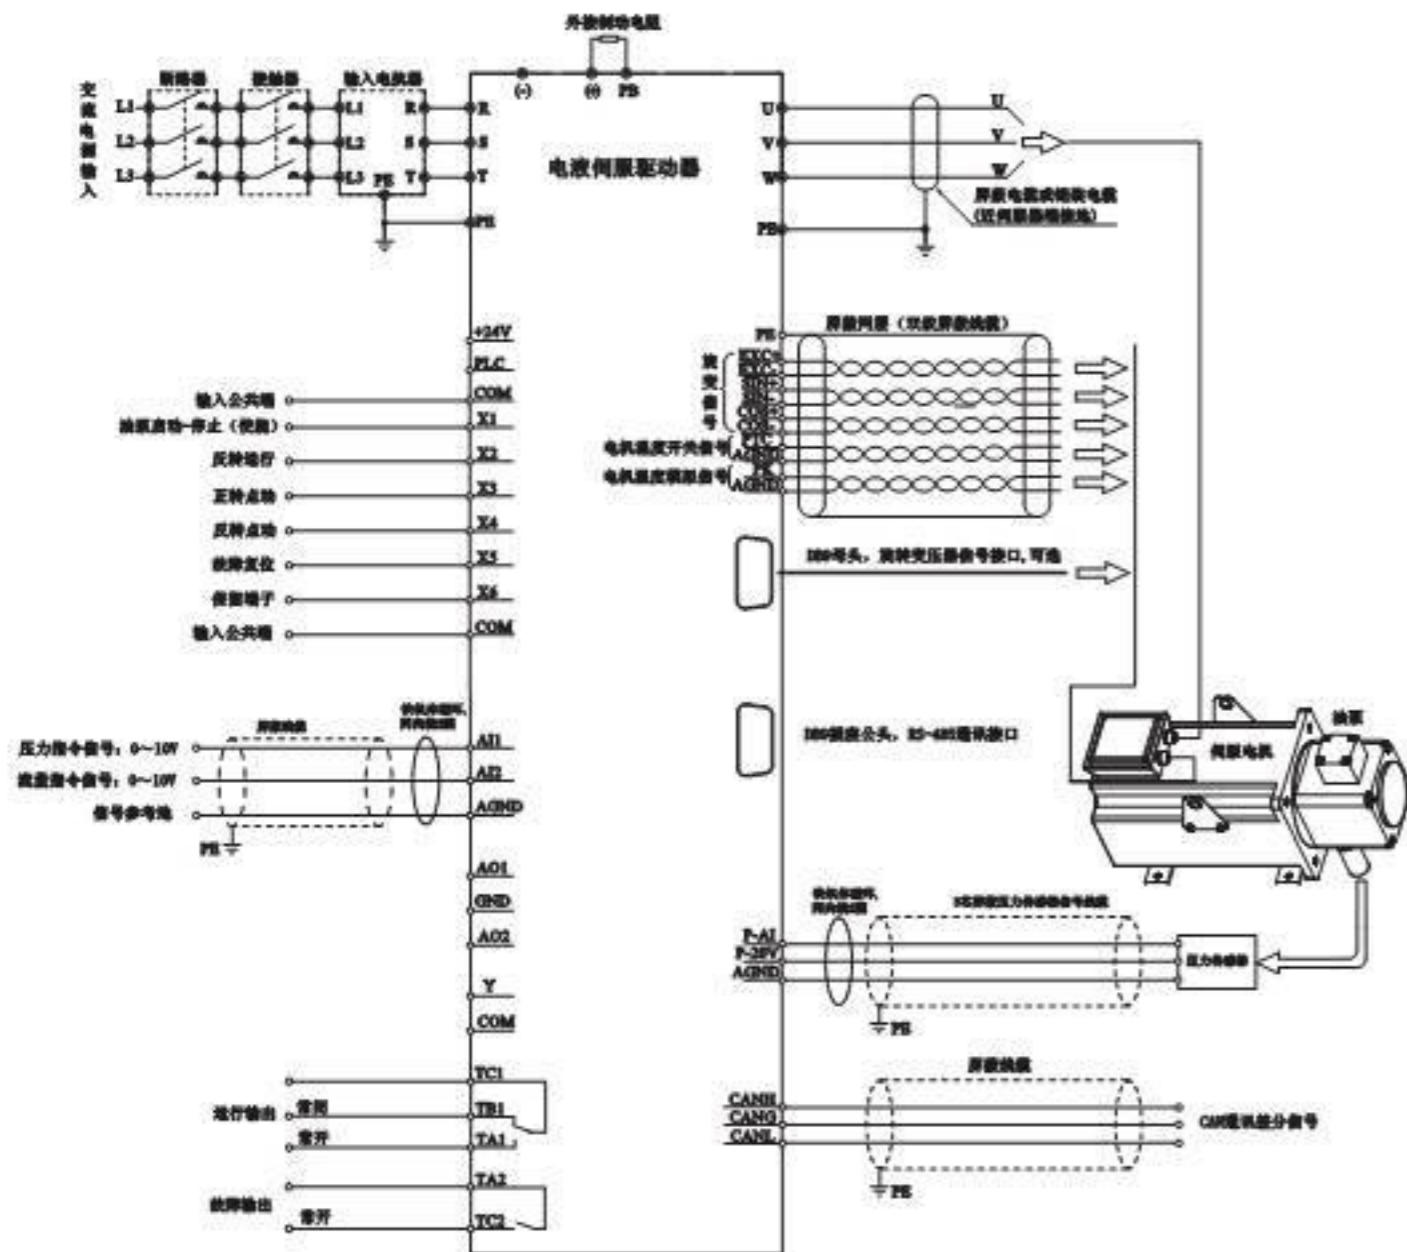 外接制动电阻
断路器
接触器
输入电抗器
交流电源输入
L1
L2
L3
L1
L2
L3
R
S
T
PE
R
S
T
PE
(-)
(+)
PB
电液伺服驱动器
U
V
W
PE
U
V
W
屏蔽电缆或铠装电缆
+24V
PLC
COM
X1
X2
X3
X4
X5
X6
COM
输入公共端
油泵启动-停止（使能）
反转运行
正转点动
反转点动
故障复位
保留端子
输入公共端
PE
屏蔽网层（双绞屏蔽线缆）
旋变信号
EXC+
EXC-
SIN+
SIN-
COS+
COS-
PTC
AGND
AGND
电机温度开关信号
电机温度模拟信号
DB9母头，旋转变压器信号接口,可选
DB9插座公头，RS-485通讯接口
屏蔽线缆
压力指令信号：0～10V
流量指令信号：0～10V
信号参考地
PE
AI1
AI2
AGND
AO1
GND
AO2
Y
COM
TC1
TB1
TA1
TA2
TC2
运行输出
常闭
常开
故障输出
常开
伺服电机
油泵
P-AI
AGND
压力传感器
PE
屏蔽线缆
CANH
CANG
CANL
CAN通讯差分信号
PE